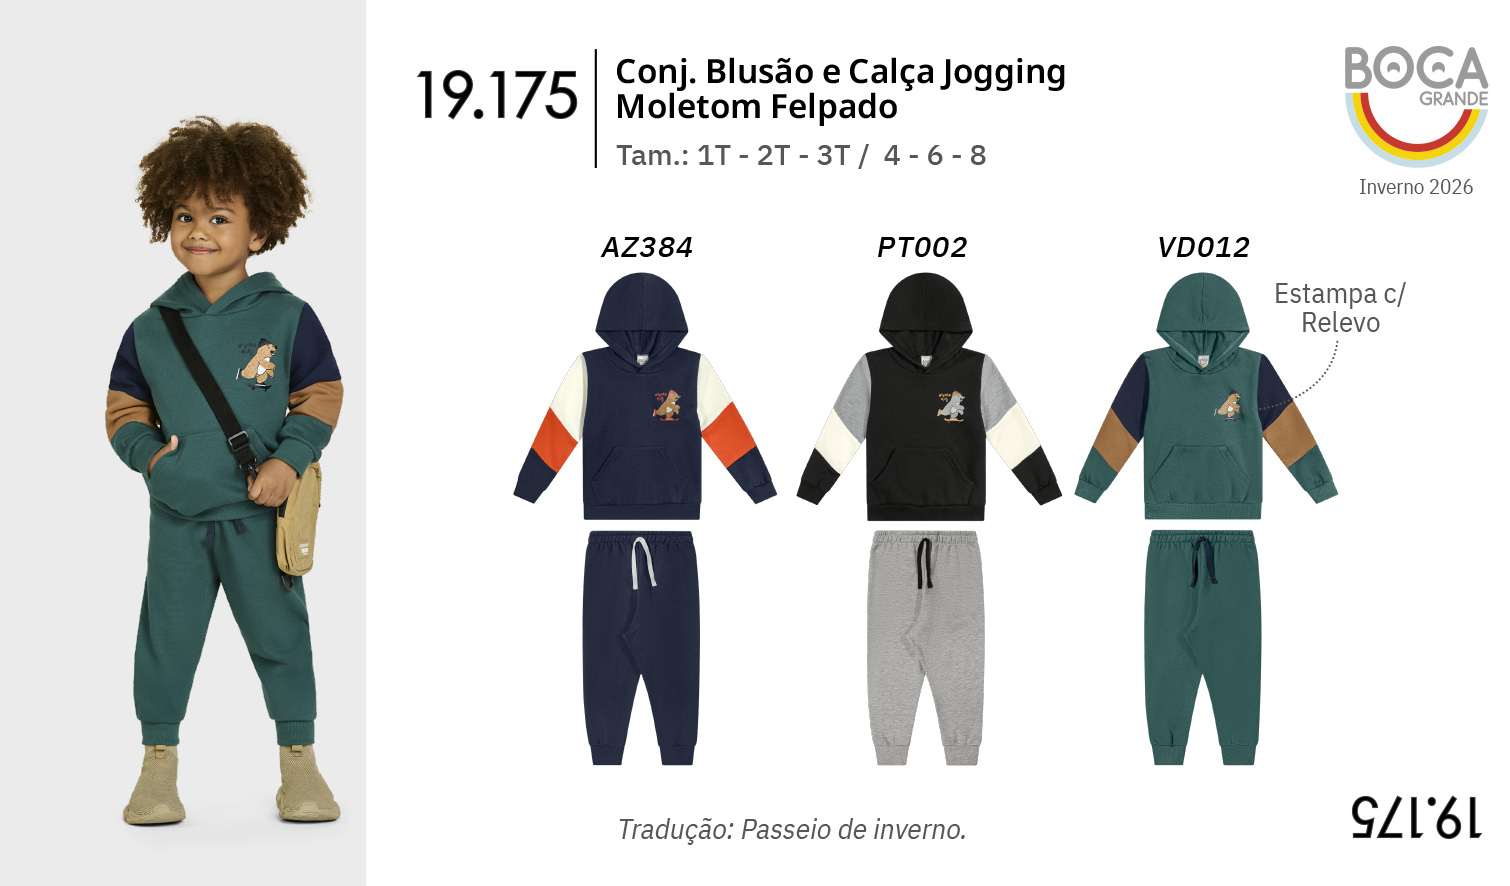 19.175
Conj. Blusão e Calça Jogging
Moletom Felpado
Tam.: 1T - 2T - 3T / 4 - 6 - 8
BOCA
GRANDE
Inverno 2026
AZ384
PT002
VD012
Estampa c/
Relevo
Tradução: Passeio de inverno.
19.175